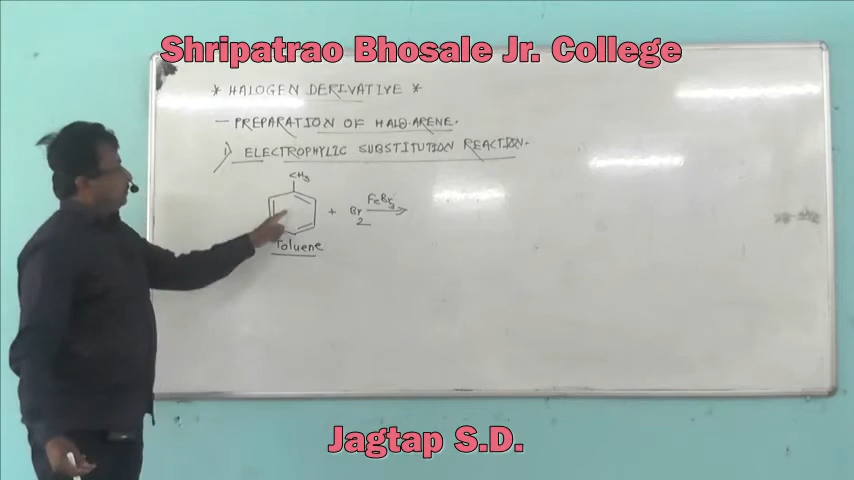 Shripatrao Bhosale Jr. College
* HALOGEN DERIVATIVE *
- PREPARATION OF HALO-ARENE.
1) ELECTROPHYLIC SUBSTITUTION REACTION.
CH3
+ Br2 FeBr3
Toluene
Jagtap S.D.